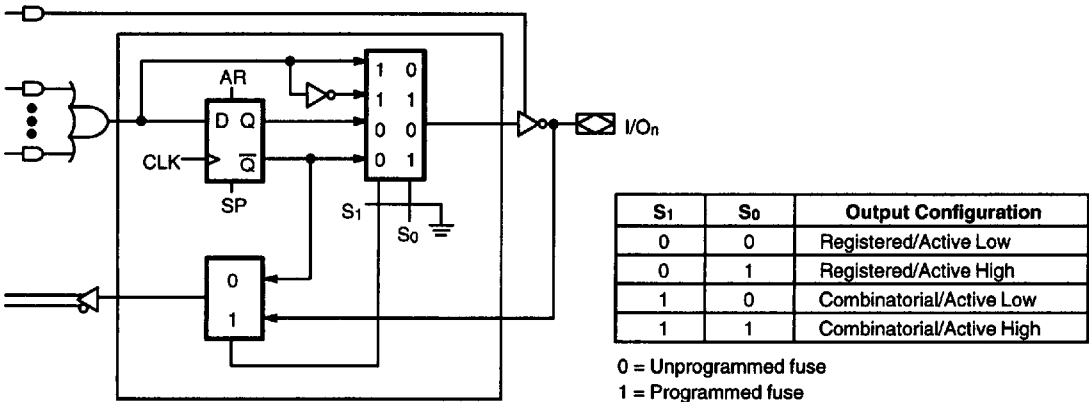 1 0
1 1
0 0
0 1
AR
D Q
CLK
Q̅
SP
I/On
S1
S0
0
1
S1 S0 Output Configuration
0 0 Registered/Active Low
0 1 Registered/Active High
1 0 Combinatorial/Active Low
1 1 Combinatorial/Active High
0 = Unprogrammed fuse
1 = Programmed fuse